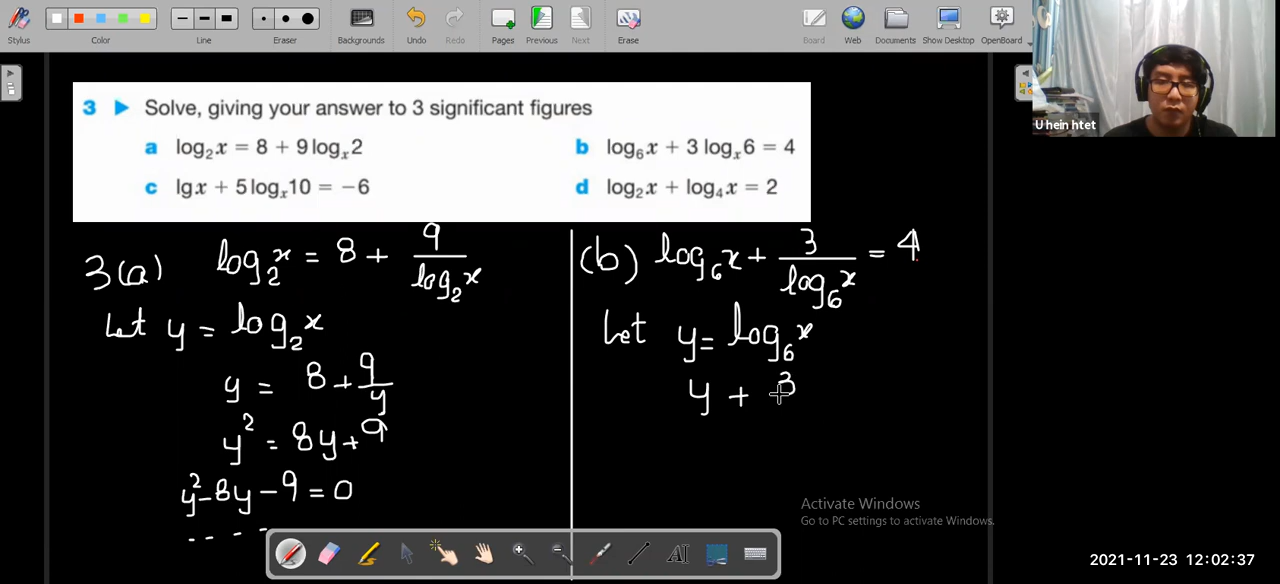 Stylus
Color
Line
Eraser
Backgrounds
Undo
Redo
Pages
Previous
Next
Erase
Board
Web
Documents
Show Desktop
OpenBoard
U hein htet
3 ▶ Solve, giving your answer to 3 significant figures
a log₂x = 8 + 9 logₓ2
b log₆x + 3 logₓ6 = 4
c lgx + 5 logₓ10 = −6
d log₂x + log₄x = 2
3(a) log₂x = 8 + 9/log₂x
Let y = log₂x
y = 8 + 9/y
y² = 8y + 9
y² - 8y - 9 = 0
(b) log₆x + 3/log₆x = 4
Let y = log₆x
y + 3
Activate Windows
Go to PC settings to activate Windows.
AI
2021-11-23 12:02:37